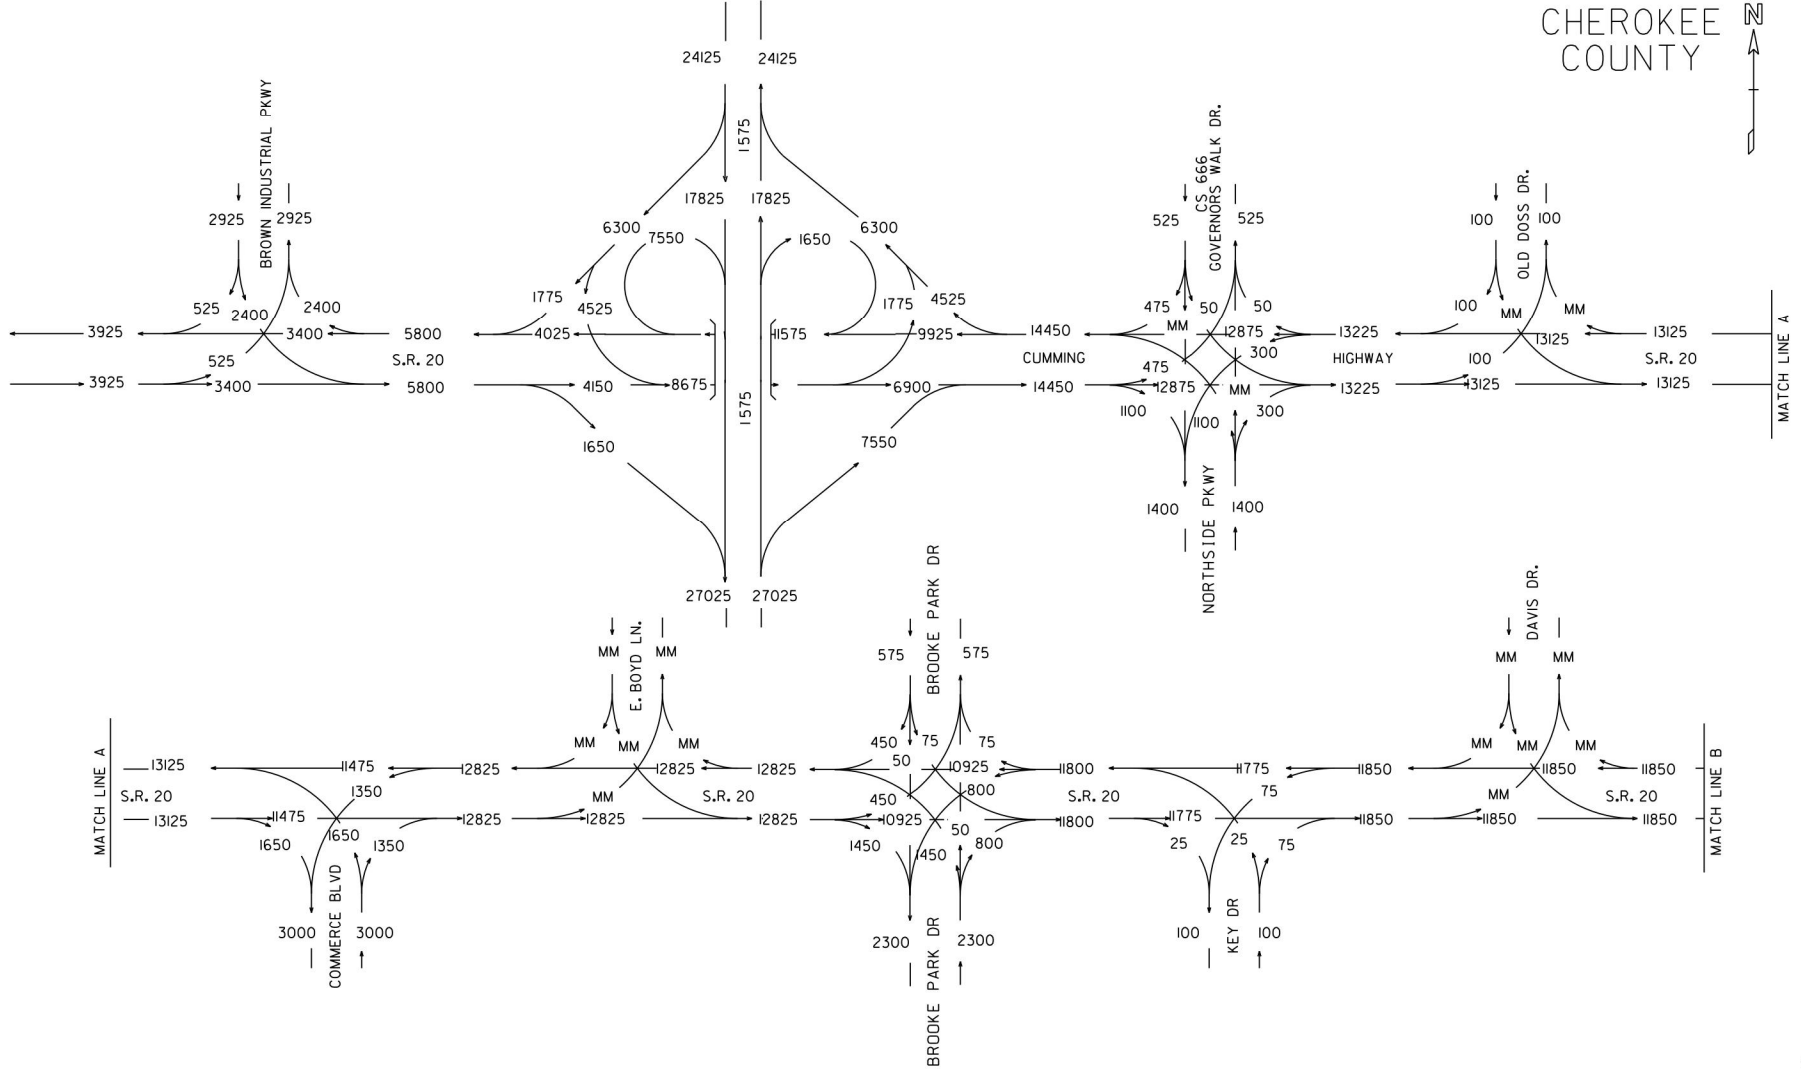 CHEROKEE
COUNTY
N
24125 24125
BROWN INDUSTRIAL PKWY
1575
CS 666
GOVERNORS WALK DR.
OLD DOSS DR.
17825 17825
2925 2925
525 525
100 100
6300 7550 1650 6300
1775 4525 1775 4525
525 2400 2400
475 50 50
100 MM MM
3925 3400 5800 4025 11575 9925 14450 MM 12875 13225 13125 13125
S.R. 20 CUMMING HIGHWAY S.R. 20
525 475 300 100
3925 3400 5800 4150 8675 6900 14450 12875 MM 13225 13125 13125
MATCH LINE A
1575
1100 1100 300
1650 7550
1400 1400
NORTHSIDE PKWY
27025 27025
E. BOYD LN.
BROOKE PARK DR
DAVIS DR.
MM MM
575 575
MM MM
MM MM MM
450 75 75
50
MM MM MM
MATCH LINE A
13125 11475 12825 12825 12825 10925 11800 11775 11850 11850 11850
S.R. 20 1350 MM S.R. 20 450 800 S.R. 20 75 MM S.R. 20
13125 11475 12825 12825 12825 10925 11800 11775 11850 11850 11850
MATCH LINE B
1650 1650 1350
1450 1450 50 800
25 25 75
COMMERCE BLVD
3000 3000
2300 2300
100 100
KEY DR
BROOKE PARK DR